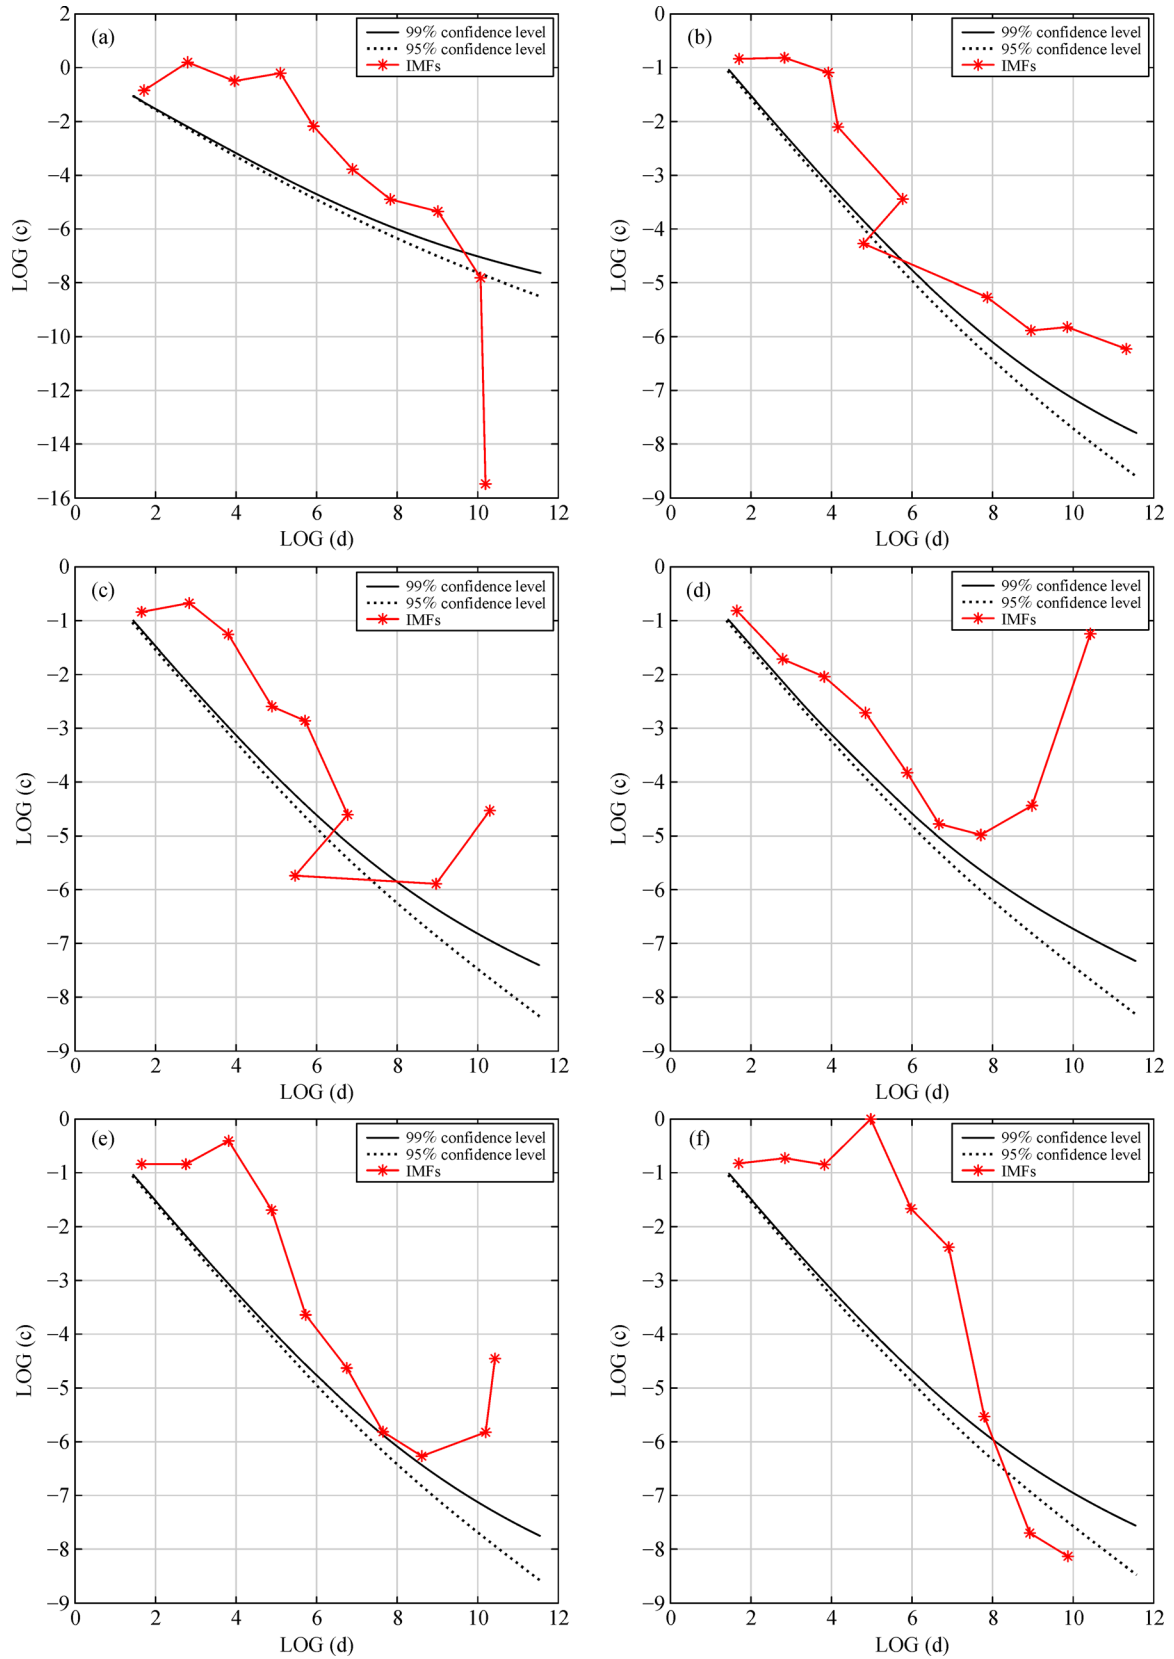 (a)
99% confidence level
95% confidence level
IMFs
2
0
−2
−4
−6
−8
−10
−12
−14
−16
LOG (c)
0 2 4 6 8 10 12
LOG (d)
(b)
99% confidence level
95% confidence level
IMFs
0
−1
−2
−3
−4
−5
−6
−7
−8
−9
LOG (c)
0 2 4 6 8 10 12
LOG (d)
(c)
99% confidence level
95% confidence level
IMFs
0
−1
−2
−3
−4
−5
−6
−7
−8
−9
LOG (c)
0 2 4 6 8 10 12
LOG (d)
(d)
99% confidence level
95% confidence level
IMFs
0
−1
−2
−3
−4
−5
−6
−7
−8
−9
LOG (c)
0 2 4 6 8 10 12
LOG (d)
(e)
99% confidence level
95% confidence level
IMFs
0
−1
−2
−3
−4
−5
−6
−7
−8
−9
LOG (c)
0 2 4 6 8 10 12
LOG (d)
(f)
99% confidence level
95% confidence level
IMFs
0
−1
−2
−3
−4
−5
−6
−7
−8
−9
LOG (c)
0 2 4 6 8 10 12
LOG (d)